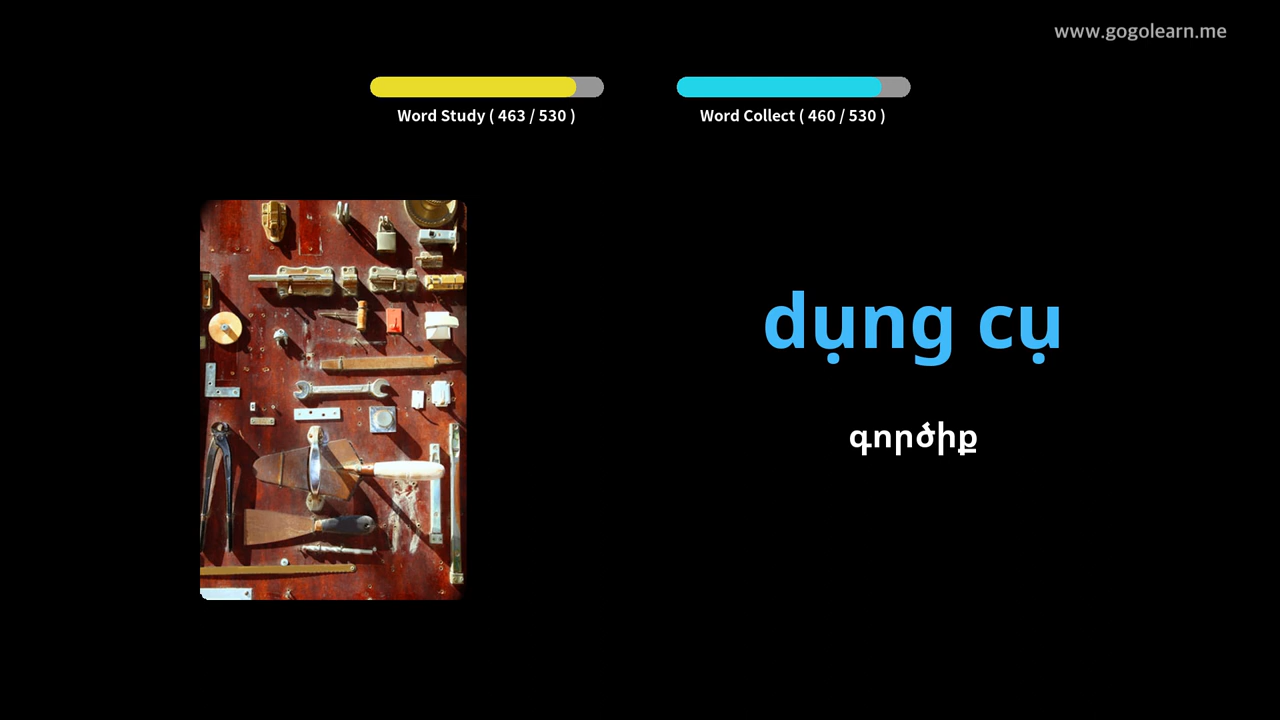 www.gogolearn.me
Word Study ( 463 / 530 )
Word Collect ( 460 / 530 )
dụng cụ
գործիք